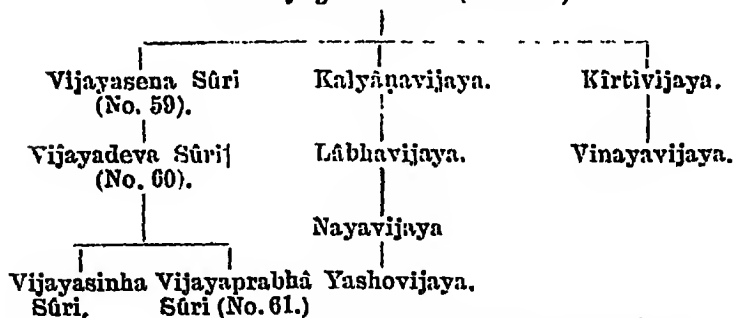 Vijayasena Sûri Kalyâṇavijaya. Kîrtivijaya.
(No. 59).
Vijayadeva Sûri Lâbhavijaya. Vinayavijaya.
(No. 60).
Nayavijaya
Vijayasinha Vijayaprabhâ Yashovijaya.
Sûri. Sûri (No. 61.)